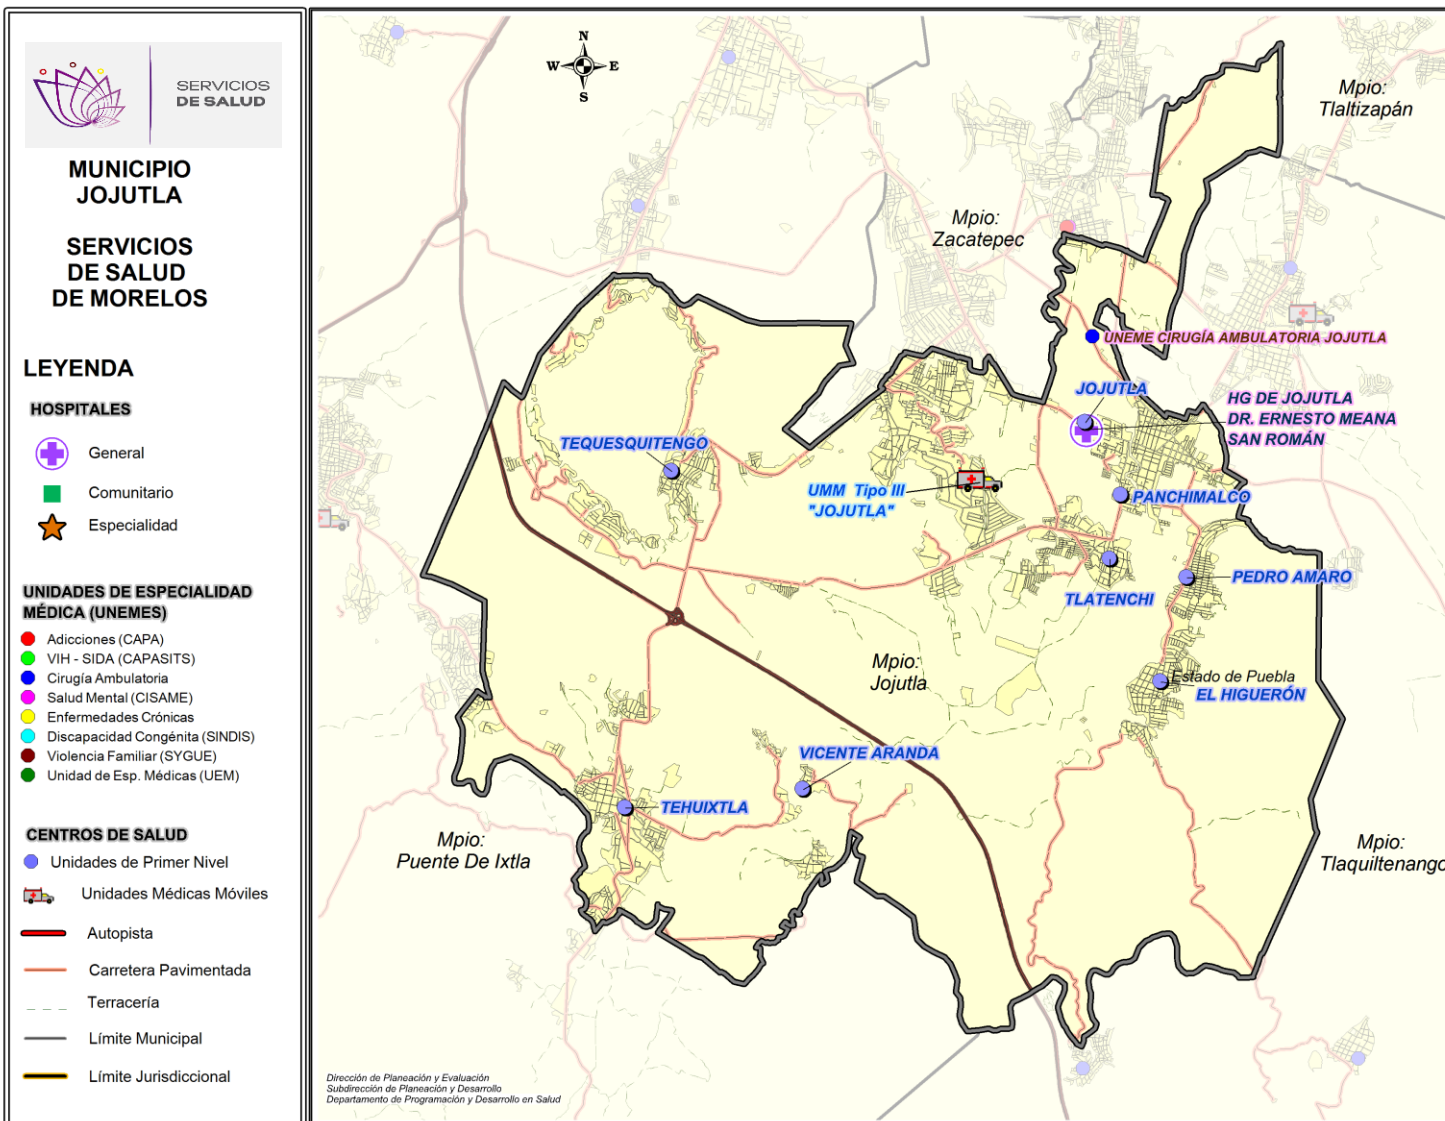 SERVICIOS
DE SALUD
MUNICIPIO
JOJUTLA
SERVICIOS
DE SALUD
DE MORELOS
LEYENDA
HOSPITALES
General
Comunitario
Especialidad
UNIDADES DE ESPECIALIDAD
MÉDICA (UNEMES)
Adicciones (CAPA)
VIH - SIDA (CAPASITS)
Cirugía Ambulatoria
Salud Mental (CISAME)
Enfermedades Crónicas
Discapacidad Congénita (SINDIS)
Violencia Familiar (SYGUE)
Unidad de Esp. Médicas (UEM)
CENTROS DE SALUD
Unidades de Primer Nivel
Unidades Médicas Móviles
Autopista
Carretera Pavimentada
Terracería
Límite Municipal
Límite Jurisdiccional
N
W E
S
Mpio:
Tlaltizapán
Mpio:
Zacatepec
UNEME CIRUGÍA AMBULATORIA JOJUTLA
JOJUTLA
HG DE JOJUTLA
DR. ERNESTO MEANA
SAN ROMÁN
TEQUESQUITENGO
UMM Tipo III
"JOJUTLA"
PANCHIMALCO
PEDRO AMARO
TLATENCHI
Mpio:
Jojutla
Estado de Puebla
EL HIGUERÓN
VICENTE ARANDA
TEHUIXTLA
Mpio:
Puente De Ixtla
Mpio:
Tlaquiltenango
Dirección de Planeación y Evaluación
Subdirección de Planeación y Desarrollo
Departamento de Programación y Desarrollo en Salud